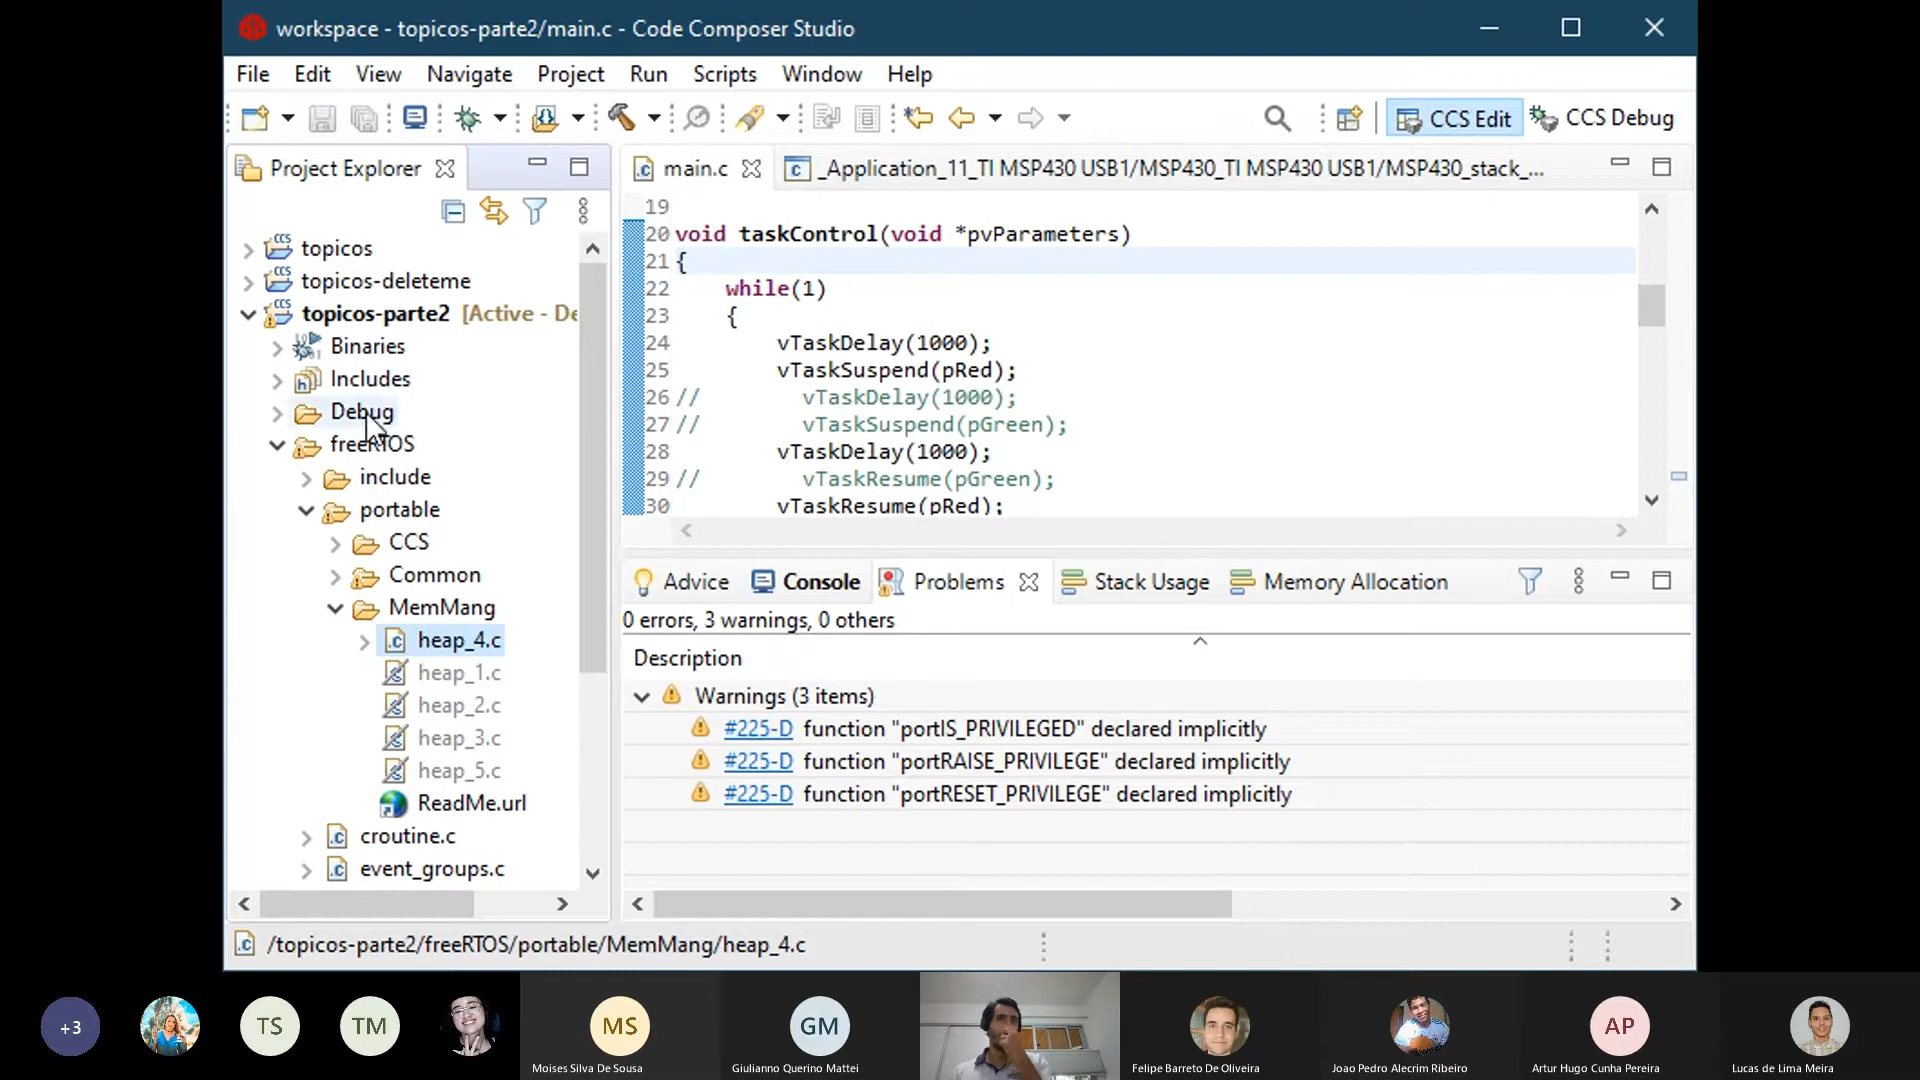 workspace - topicos-parte2/main.c - Code Composer Studio
File Edit View Navigate Project Run Scripts Window Help
CCS Edit CCS Debug
Project Explorer
topicos
topicos-deleteme
topicos-parte2 [Active - De
Binaries
Includes
Debug
freeRTOS
include
portable
CCS
Common
MemMang
heap_4.c
heap_1.c
heap_2.c
heap_3.c
heap_5.c
ReadMe.url
croutine.c
event_groups.c
main.c _Application_11_TI MSP430 USB1/MSP430_TI MSP430 USB1/MSP430_stack_...
19
20 void taskControl(void *pvParameters)
21 {
22 while(1)
23 {
24 vTaskDelay(1000);
25 vTaskSuspend(pRed);
26 // vTaskDelay(1000);
27 // vTaskSuspend(pGreen);
28 vTaskDelay(1000);
29 // vTaskResume(pGreen);
30 vTaskResume(pRed);
Advice Console Problems Stack Usage Memory Allocation
0 errors, 3 warnings, 0 others
Description
Warnings (3 items)
#225-D function "portIS_PRIVILEGED" declared implicitly
#225-D function "portRAISE_PRIVILEGE" declared implicitly
#225-D function "portRESET_PRIVILEGE" declared implicitly
/topicos-parte2/freeRTOS/portable/MemMang/heap_4.c
+3 TS TM MS GM AP
Moises Silva De Sousa Giulianno Querino Mattei Felipe Barreto De Oliveira Joao Pedro Alecrim Ribeiro Artur Hugo Cunha Pereira Lucas de Lima Meira